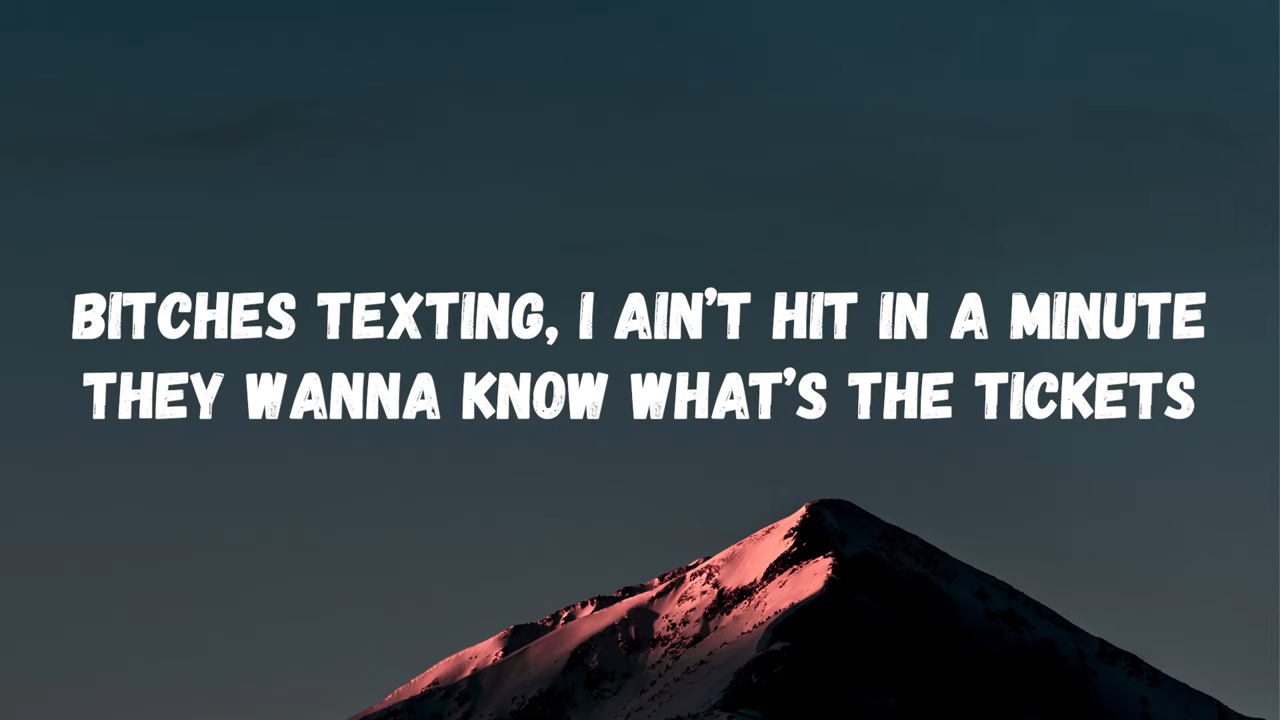 BITCHES TEXTING, I AIN'T HIT IN A MINUTE
THEY WANNA KNOW WHAT'S THE TICKETS